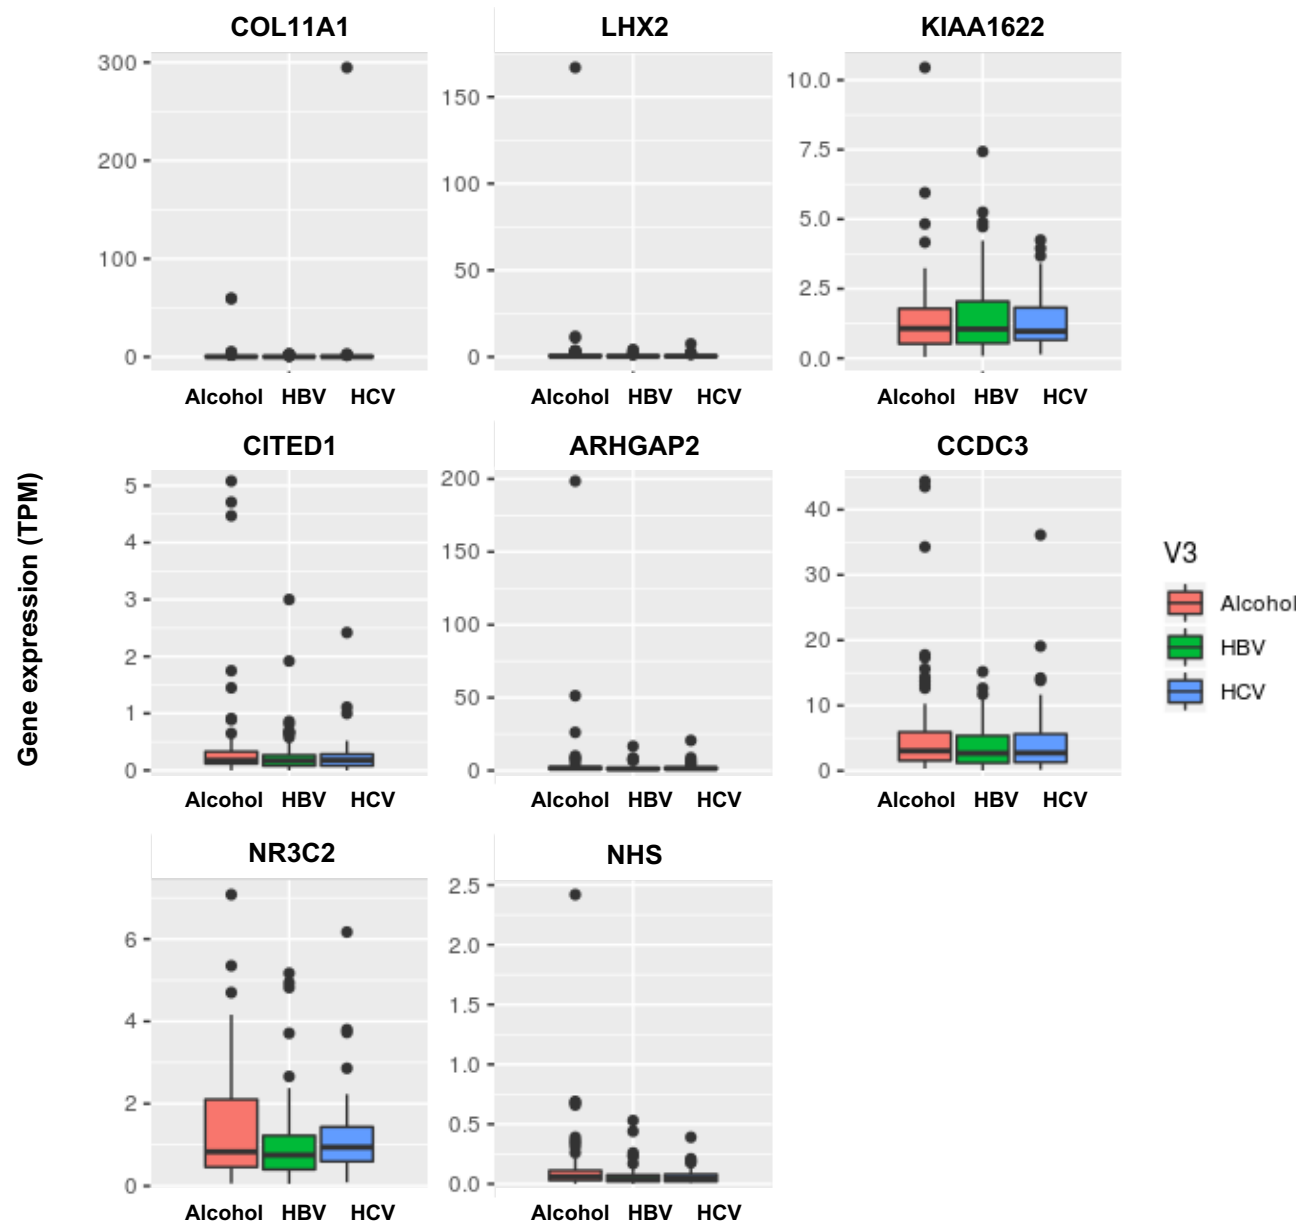 COL11A1
LHX2
KIAA1622
300
200
100
0
150
100
50
0
10.0
7.5
5.0
2.5
0.0
Alcohol HBV HCV
Alcohol HBV HCV
Alcohol HBV HCV
CITED1
ARHGAP2
CCDC3
Gene expression (TPM)
5
4
3
2
1
0
200
150
100
50
0
40
30
20
10
0
Alcohol HBV HCV
Alcohol HBV HCV
Alcohol HBV HCV
V3
Alcohol
HBV
HCV
NR3C2
NHS
6
4
2
0
2.5
2.0
1.5
1.0
0.5
0.0
Alcohol HBV HCV
Alcohol HBV HCV